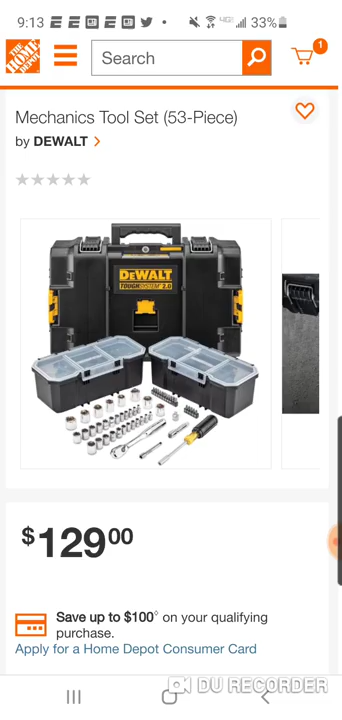 9:13
33%
THE HOME DEPOT
Search
1
Mechanics Tool Set (53-Piece)
by DEWALT
DEWALT
TOUGHSYSTEM 2.0
$129 00
Save up to $100◊ on your qualifying
purchase.
Apply for a Home Depot Consumer Card
DU RECORDER